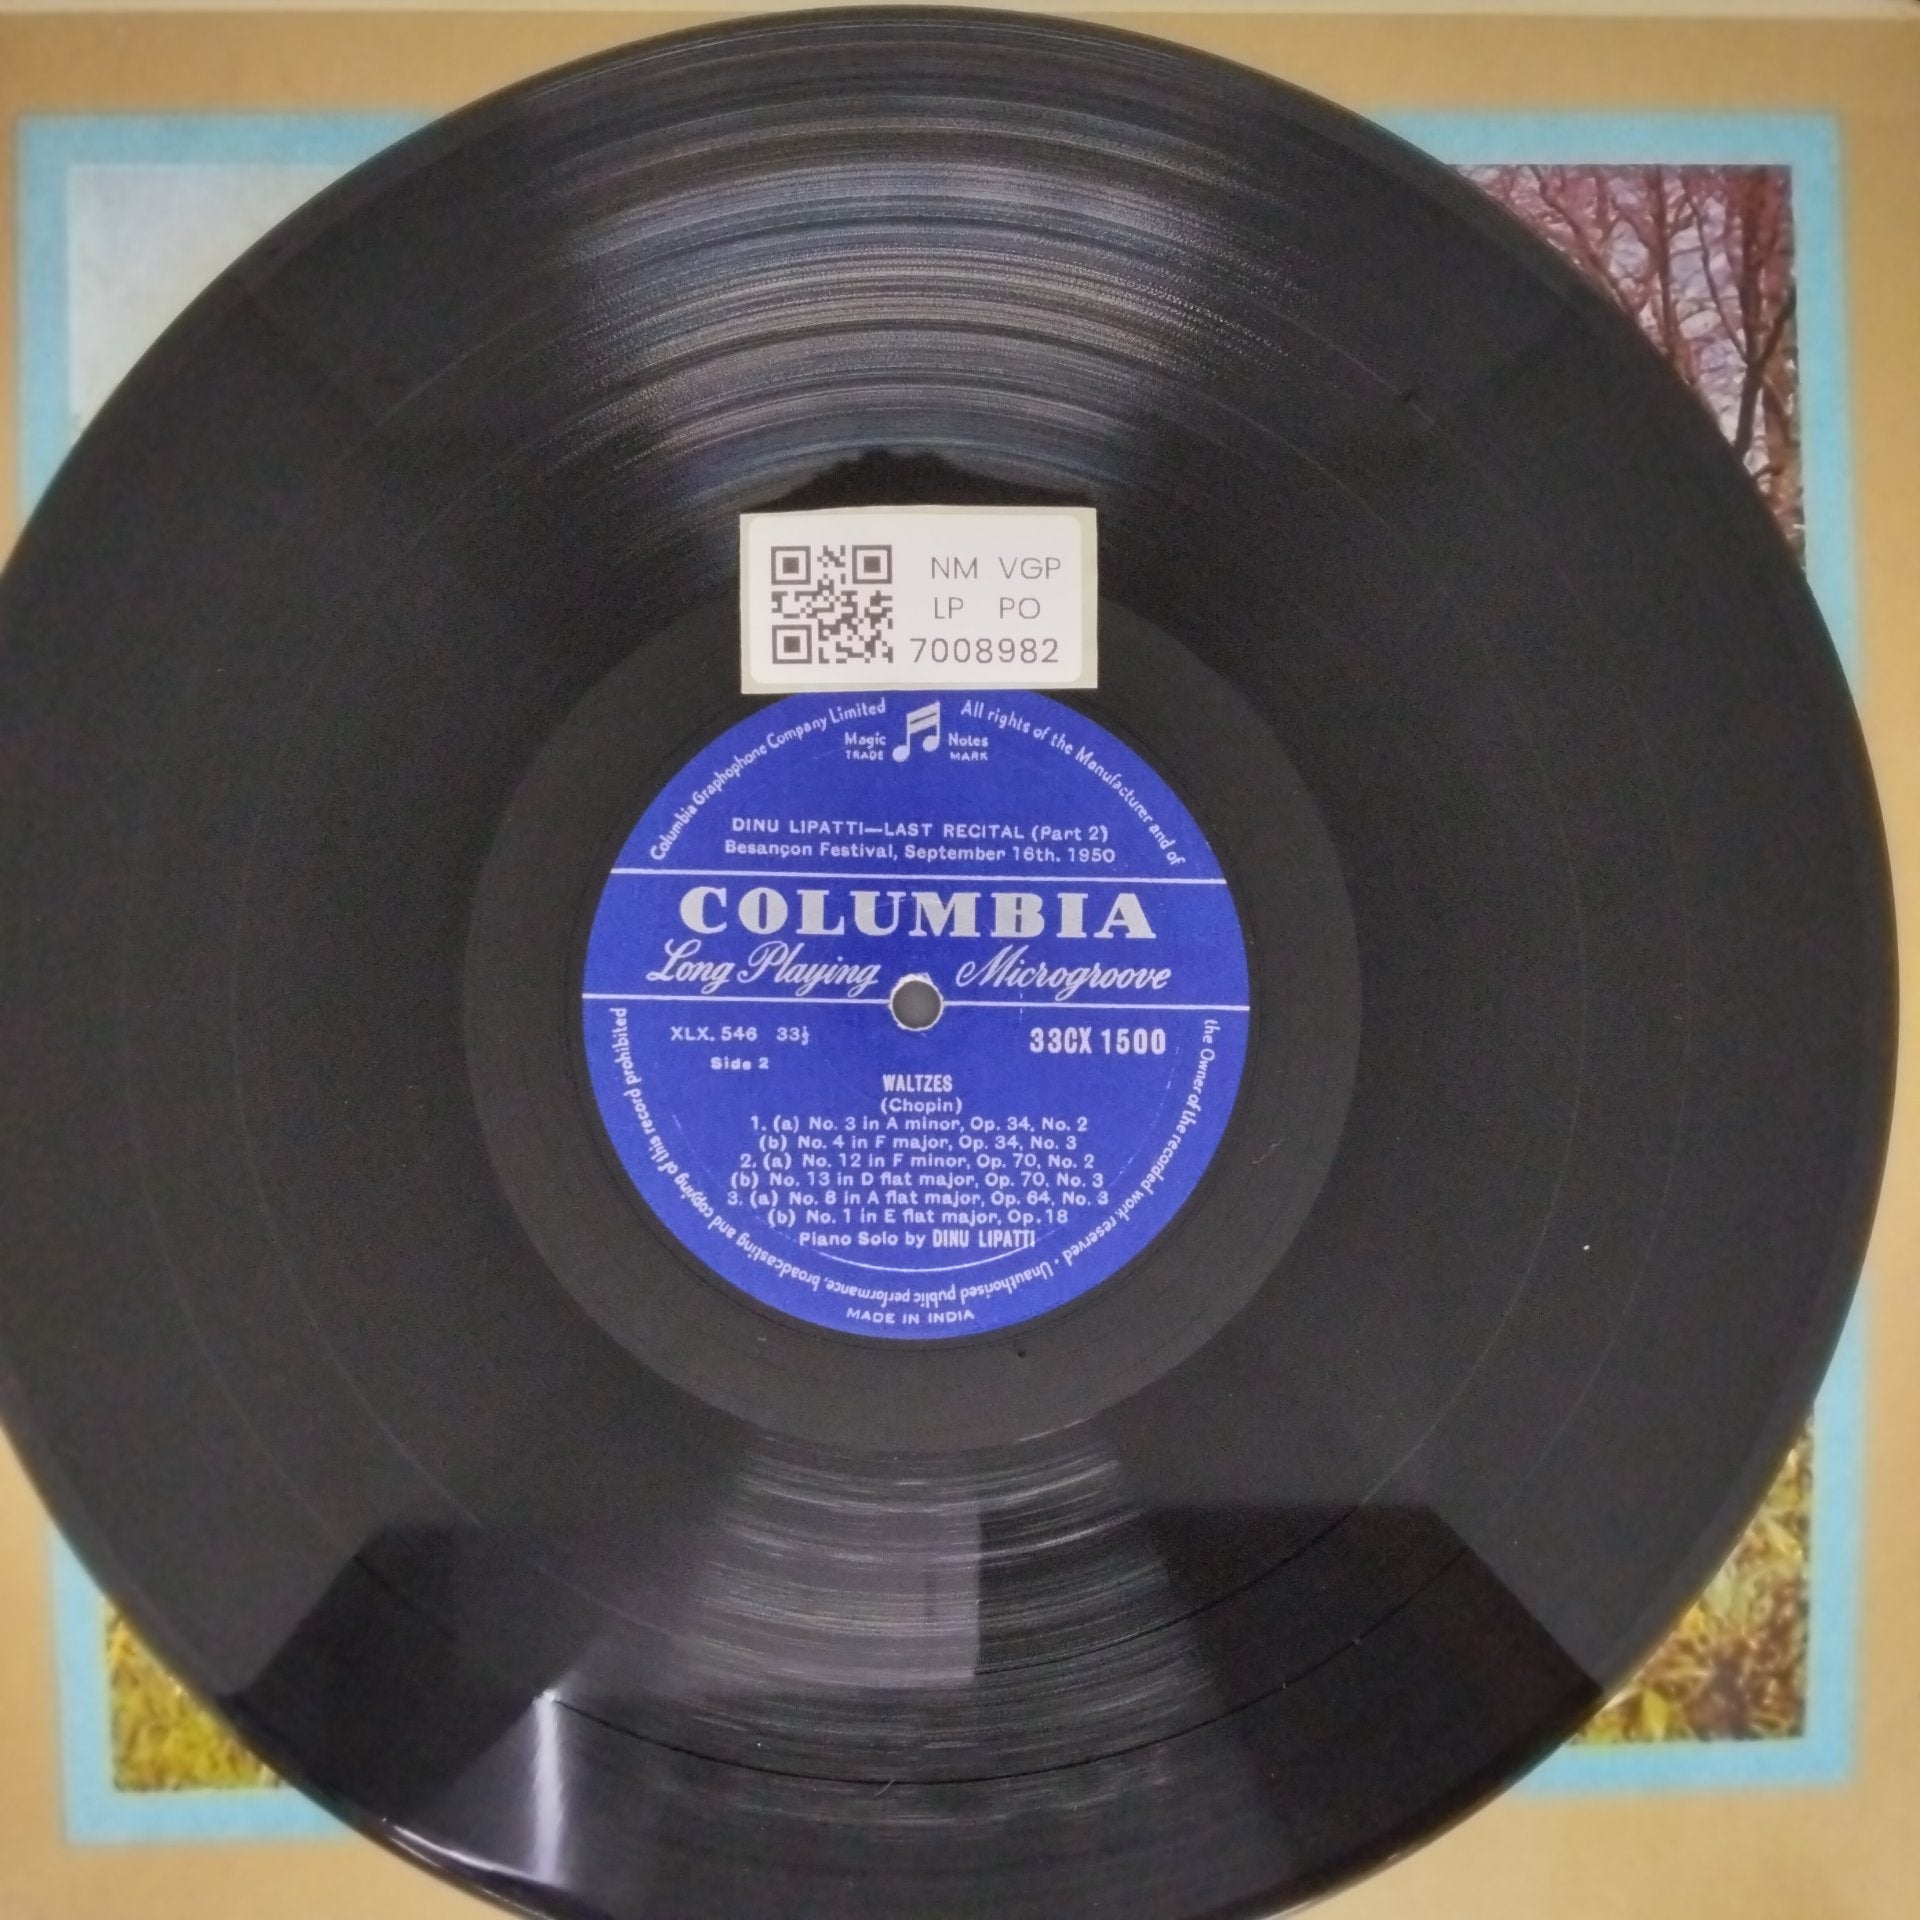 NM VGP
LP PO
7008982
Columbia Graphophone Company Limited
All rights of the Manufacturer and of
the Owner of the recorded work reserved · Unauthorised public performance, broadcasting and copying of this record prohibited
Magic Notes
TRADE MARK
DINU LIPATTI—LAST RECITAL (Part 2)
Besançon Festival, September 16th. 1950
COLUMBIA
Long Playing Microgroove
XLX. 546 33⅓
33CX 1500
Side 2
WALTZES
(Chopin)
1. (a) No. 3 in A minor, Op. 34, No. 2
(b) No. 4 in F major, Op. 34, No. 3
2. (a) No. 12 in F minor, Op. 70, No. 2
(b) No. 13 in D flat major, Op. 70, No. 3
3. (a) No. 8 in A flat major, Op. 64, No. 3
(b) No. 1 in E flat major, Op. 18
Piano Solo by DINU LIPATTI
MADE IN INDIA